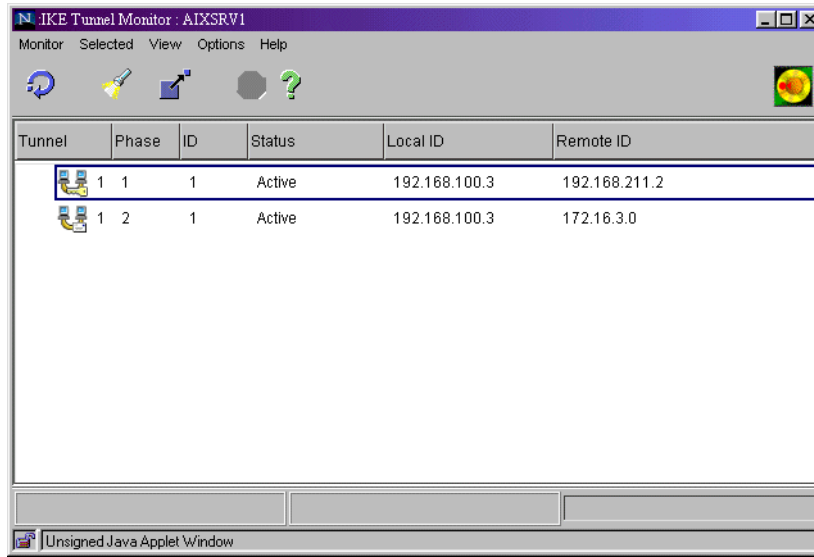 N :IKE Tunnel Monitor : AIXSRV1
Monitor Selected View Options Help
Tunnel Phase ID Status Local ID Remote ID
1 1 1 Active 192.168.100.3 192.168.211.2
1 2 1 Active 192.168.100.3 172.16.3.0
Unsigned Java Applet Window